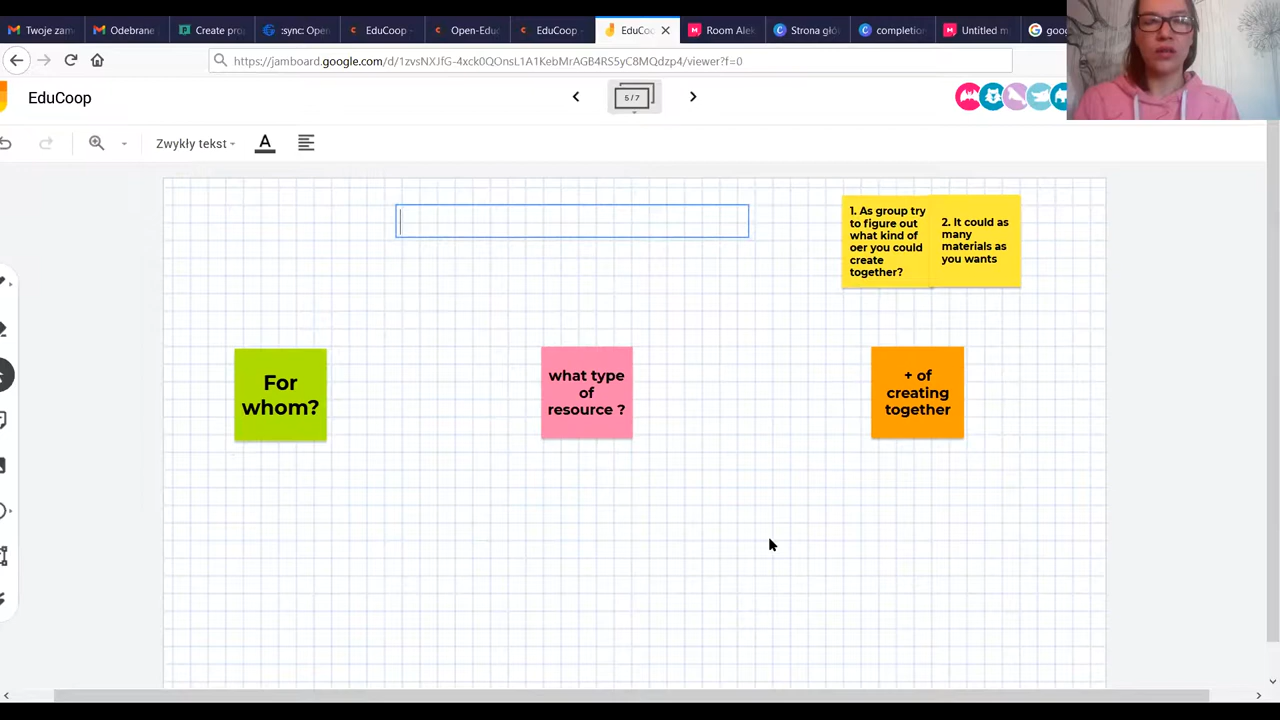 Twoje zam
Odebrane
Create pro
:sync: Oper
EduCoop -
Open-Edu
EduCoop -
EduCoo
Room Alek
Strona głów
completion
Untitled m
goog
https://jamboard.google.com/d/1zvsNXJfG-4Xck0QOnsL1A1KebMrAGB4RS5yC8MQdzp4/viewer?f=0
EduCoop
5 / 7
Zwykły tekst
A
1. As group try
to figure out
what kind of
oer you could
create
together?
2. It could as
many
materials as
you wants
For
whom?
what type
of
resource ?
+ of
creating
together